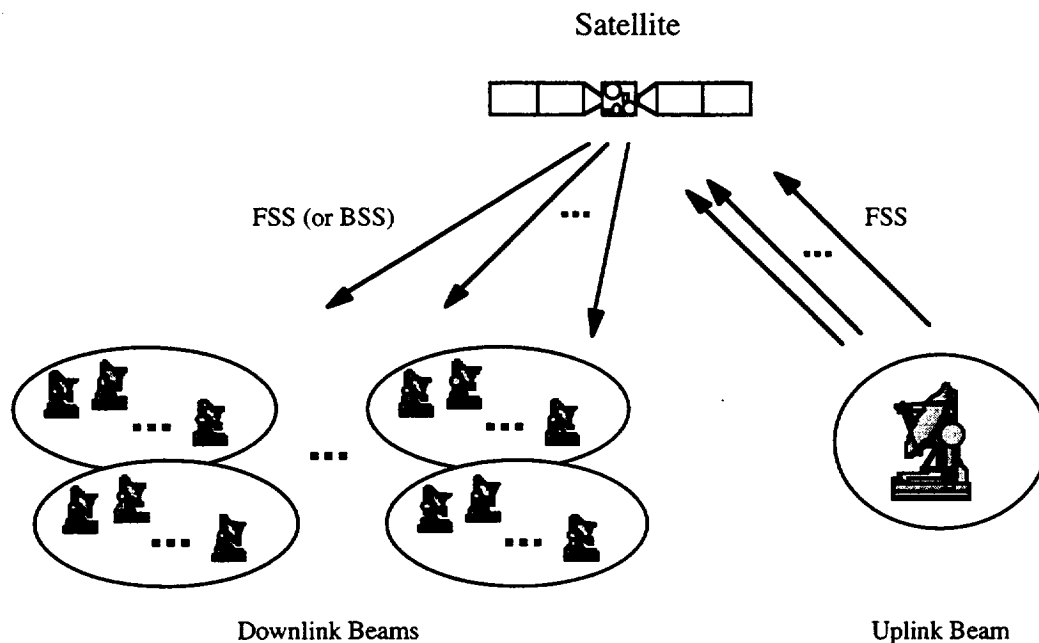 Satellite
FSS (or BSS)
FSS
Downlink Beams
Uplink Beam